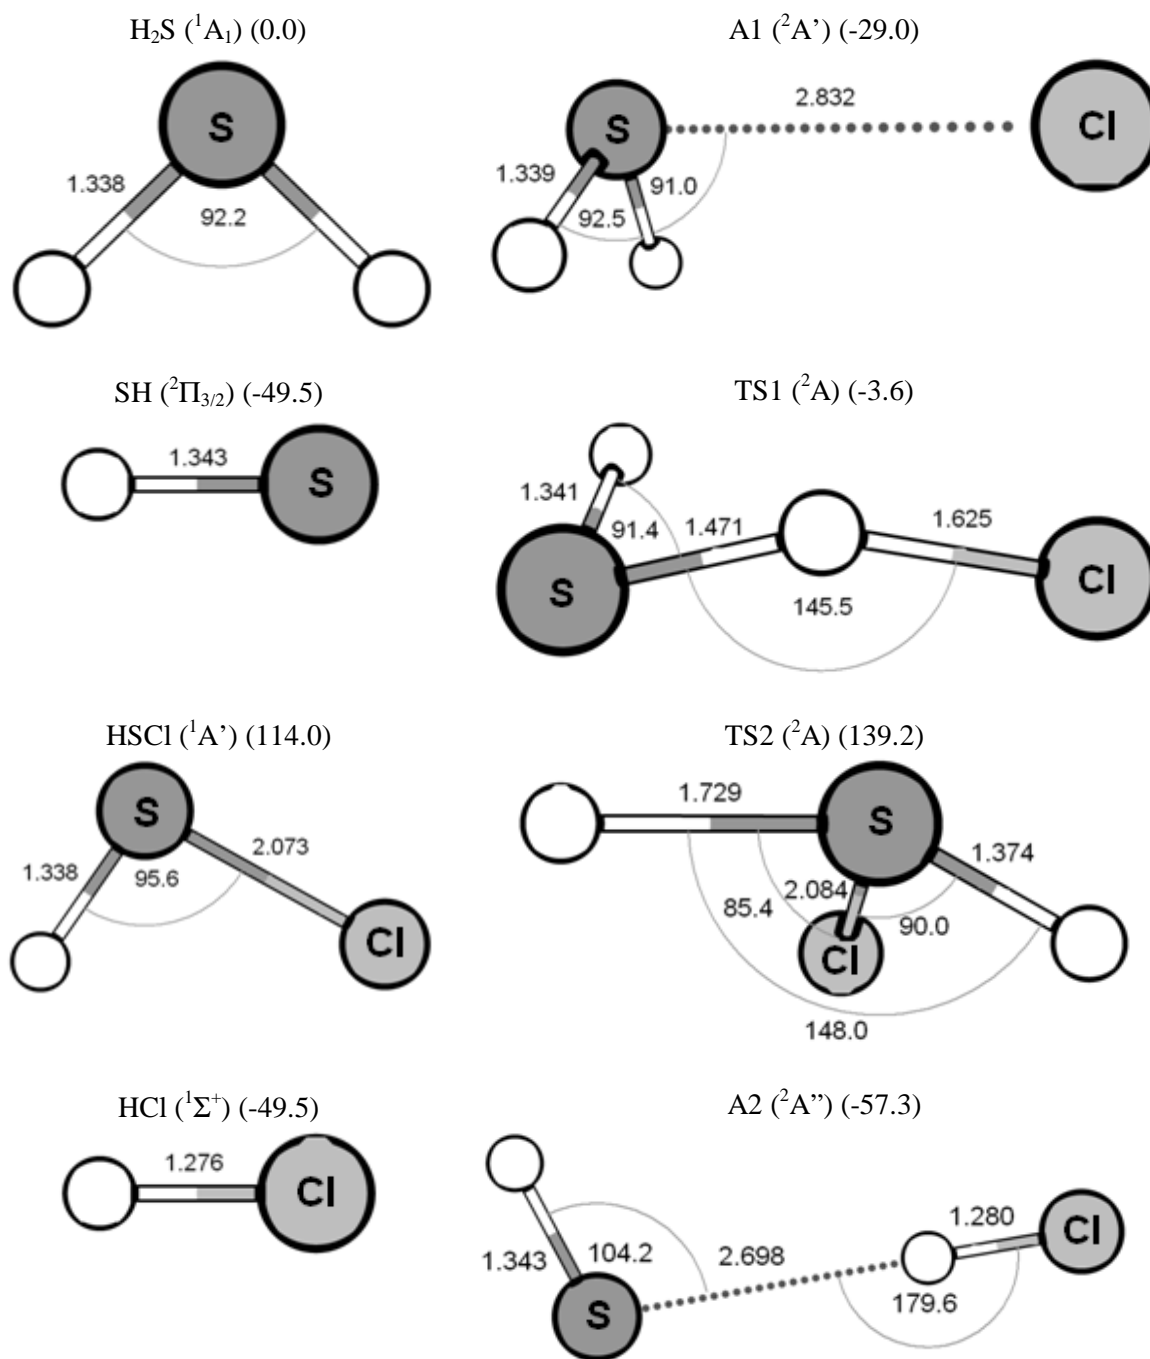 H₂S (¹A₁) (0.0)
S
1.338
92.2
A1 (²A’) (-29.0)
2.832
S
Cl
1.339
91.0
92.5
SH (²Π₃/₂) (-49.5)
1.343
S
TS1 (²A) (-3.6)
1.341
91.4
1.471
1.625
S
Cl
145.5
HSCl (¹A’) (114.0)
S
2.073
1.338
95.6
Cl
TS2 (²A) (139.2)
1.729
S
1.374
2.084
85.4
90.0
Cl
148.0
HCl (¹Σ⁺) (-49.5)
1.276
Cl
A2 (²A”) (-57.3)
1.280
Cl
1.343
104.2
2.698
179.6
S